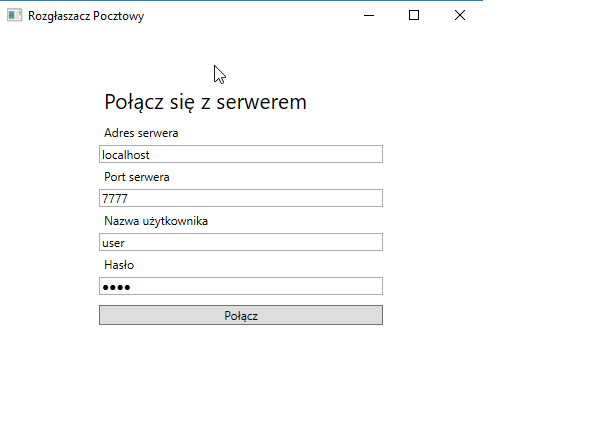 Rozgłaszacz Pocztowy
Połącz się z serwerem
Adres serwera
localhost
Port serwera
7777
Nazwa użytkownika
user
Hasło
●●●●
Połącz